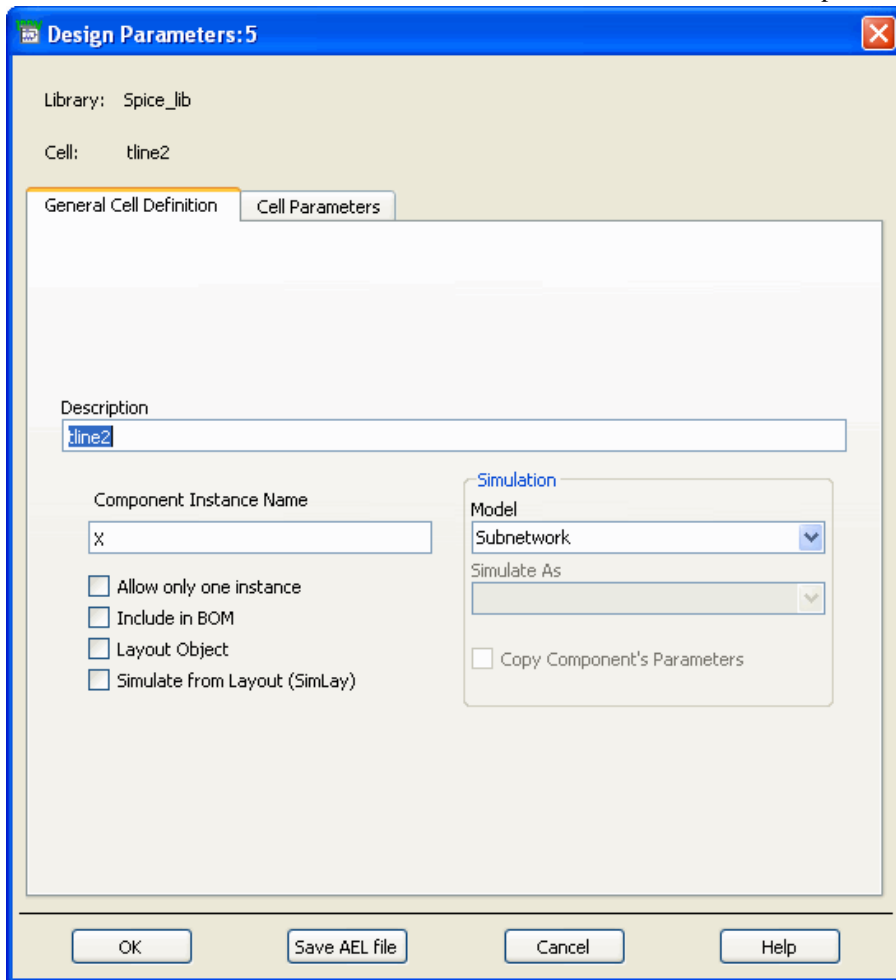 Design Parameters:5
Library: Spice_lib
Cell: tline2
General Cell Definition Cell Parameters
Description
tline2
Component Instance Name
X
Allow only one instance
Include in BOM
Layout Object
Simulate from Layout (SimLay)
Simulation
Model
Subnetwork
Simulate As
Copy Component's Parameters
OK Save AEL file Cancel Help